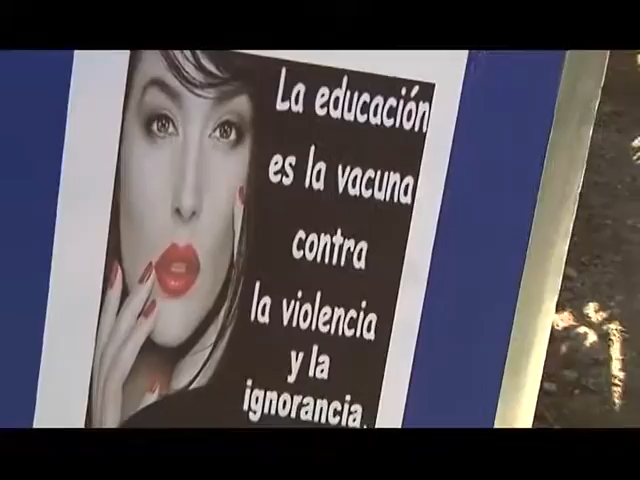 La educación
es la vacuna
contra
la violencia
y la
ignorancia.